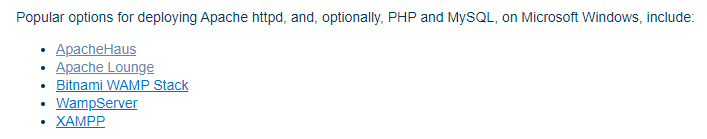 Popular options for deploying Apache httpd, and, optionally, PHP and MySQL, on Microsoft Windows, include:
• ApacheHaus
• Apache Lounge
• Bitnami WAMP Stack
• WampServer
• XAMPP